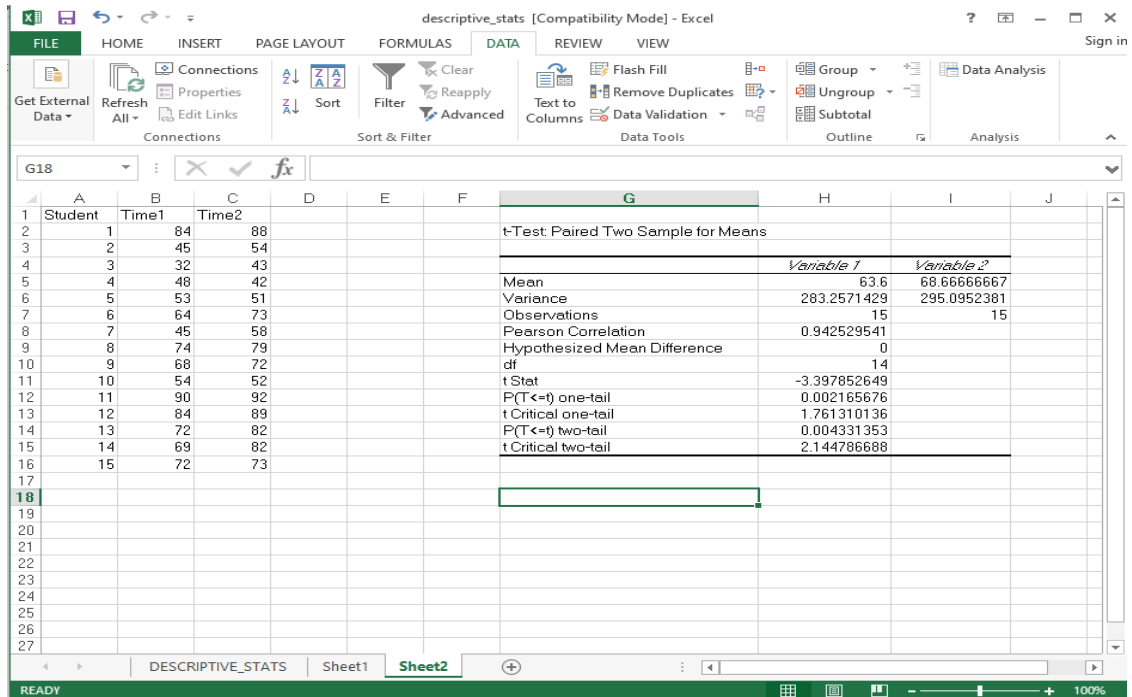 descriptive_stats [Compatibility Mode] - Excel
FILE HOME INSERT PAGE LAYOUT FORMULAS DATA REVIEW VIEW Sign in
Get External Data
Refresh All
Connections
Properties
Edit Links
Connections
Sort
Filter
Clear
Reapply
Advanced
Sort & Filter
Text to Columns
Flash Fill
Remove Duplicates
Data Validation
Data Tools
Group
Ungroup
Subtotal
Outline
Data Analysis
Analysis
G18 fx
A B C D E F G H I J
1 Student Time1 Time2
2 1 84 88 t-Test: Paired Two Sample for Means
3 2 45 54
4 3 32 43 Variable 1 Variable 2
5 4 48 42 Mean 63.6 68.66666667
6 5 53 51 Variance 283.2571429 295.0952381
7 6 64 73 Observations 15 15
8 7 45 58 Pearson Correlation 0.942529541
9 8 74 79 Hypothesized Mean Difference 0
10 9 68 72 df 14
11 10 54 52 t Stat -3.397852649
12 11 90 92 P(T<=t) one-tail 0.002165676
13 12 84 89 t Critical one-tail 1.761310136
14 13 72 82 P(T<=t) two-tail 0.004331353
15 14 69 82 t Critical two-tail 2.144786688
16 15 72 73
17
18
19
20
21
22
23
24
25
26
27
DESCRIPTIVE_STATS Sheet1 Sheet2
READY 100%